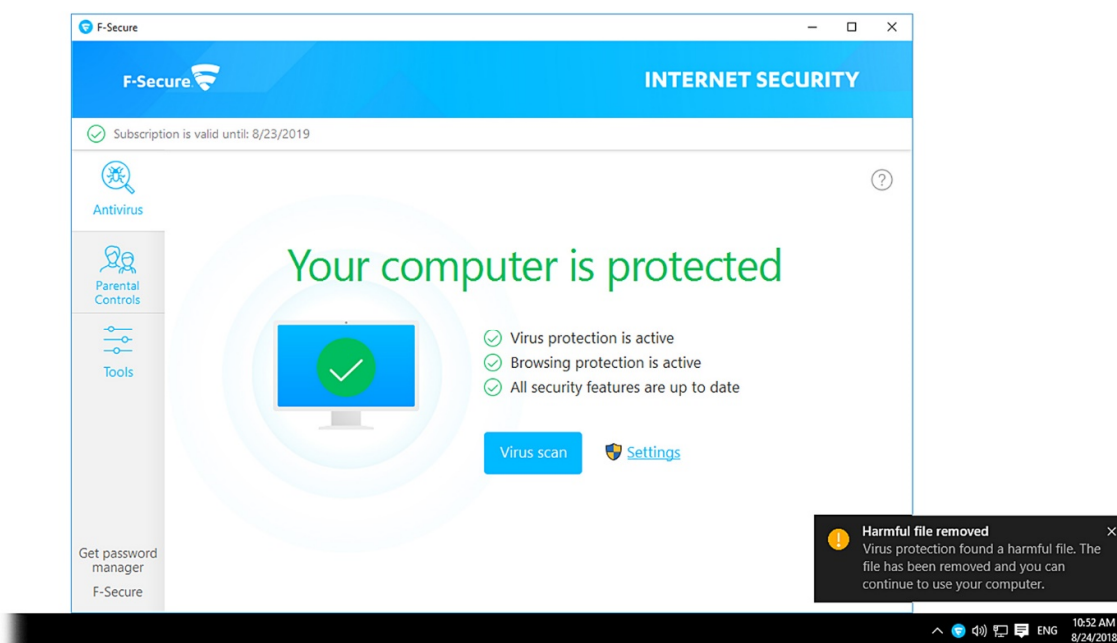 F-Secure
F-Secure.
INTERNET SECURITY
Subscription is valid until: 8/23/2019
Antivirus
Parental
Controls
Tools
Get password
manager
F-Secure
?
Your computer is protected
Virus protection is active
Browsing protection is active
All security features are up to date
Virus scan
Settings
Harmful file removed
Virus protection found a harmful file. The
file has been removed and you can
continue to use your computer.
ENG
10:52 AM
8/24/2018